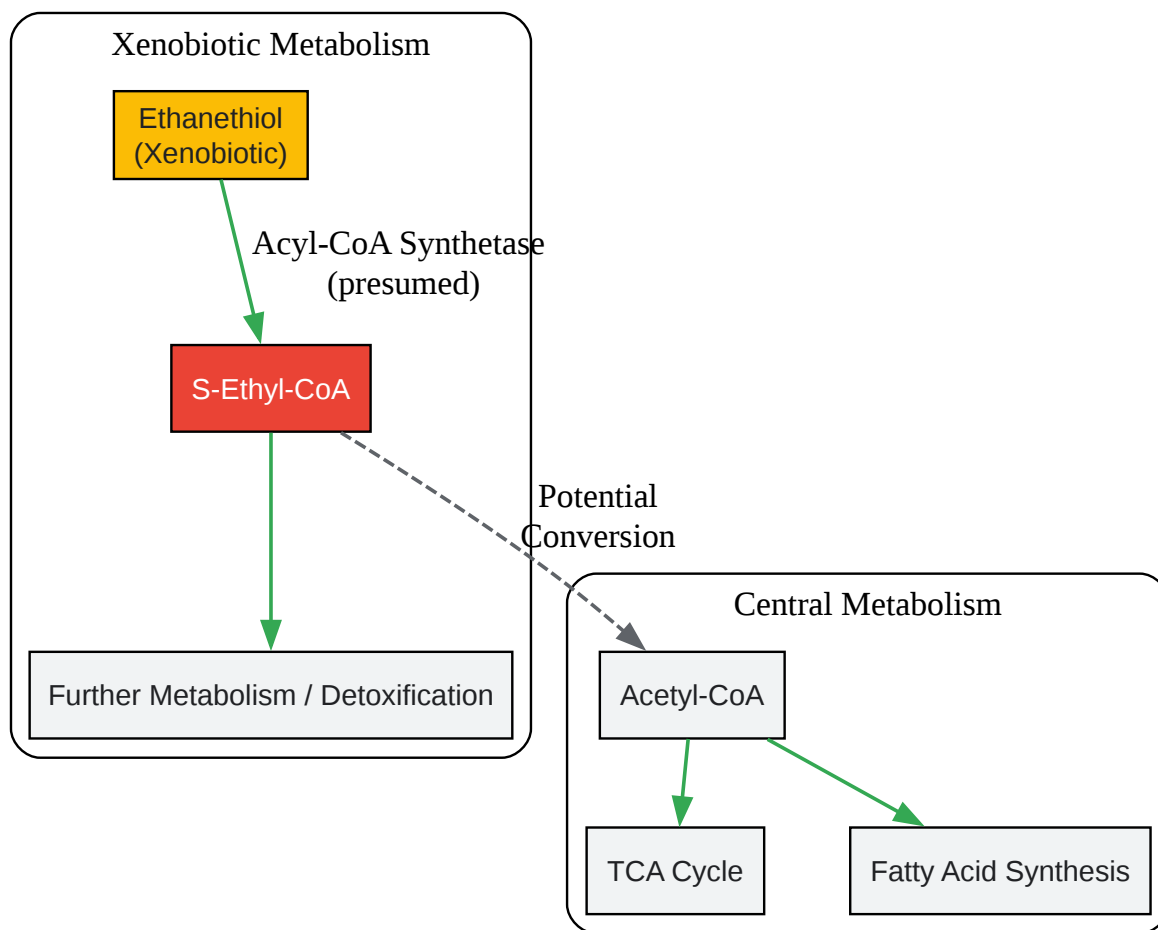 Xenobiotic Metabolism
Ethanethiol
(Xenobiotic)
Acyl-CoA Synthetase
(presumed)
S-Ethyl-CoA
Potential
Conversion
Further Metabolism / Detoxification
Central Metabolism
Acetyl-CoA
TCA Cycle
Fatty Acid Synthesis